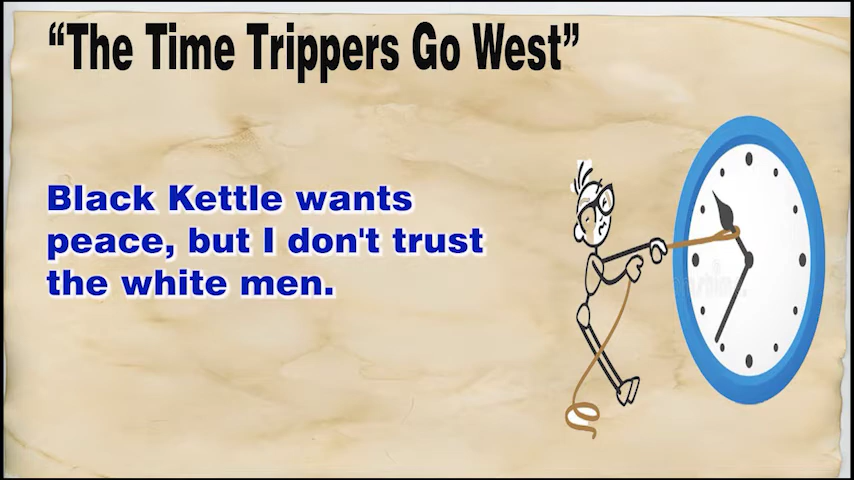 “The Time Trippers Go West”
Black Kettle wants
peace, but I don't trust
the white men.